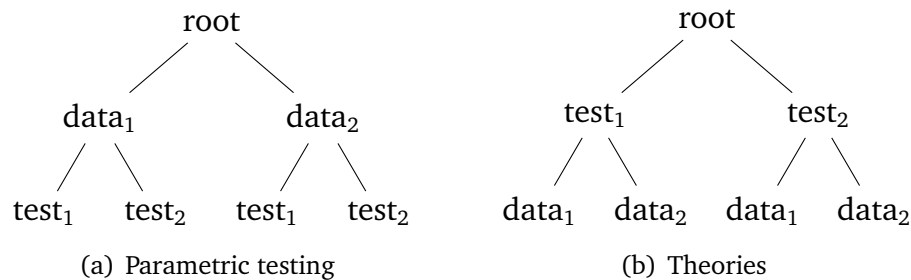 root
data₁ data₂
test₁ test₂ test₁ test₂
(a) Parametric testing
root
test₁ test₂
data₁ data₂ data₁ data₂
(b) Theories